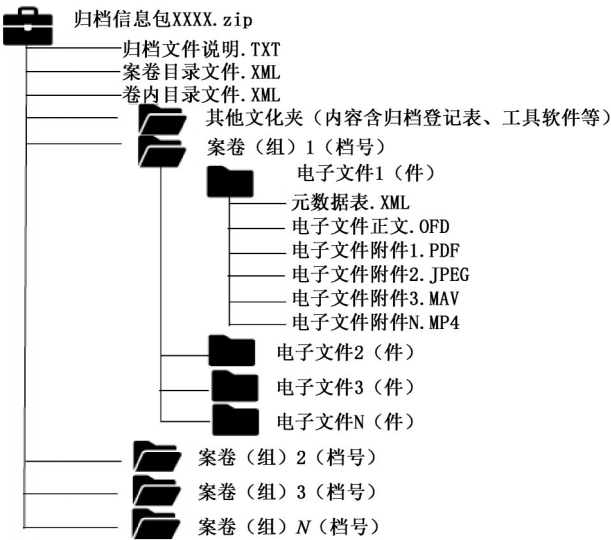 归档信息包XXXX.zip
归档文件说明.TXT
案卷目录文件.XML
卷内目录文件.XML
其他文化夹（内容含归档登记表、工具软件等）
案卷（组）1（档号）
电子文件1（件）
元数据表.XML
电子文件正文.OFD
电子文件附件1.PDF
电子文件附件2.JPEG
电子文件附件3.MAV
电子文件附件N.MP4
电子文件2（件）
电子文件3（件）
电子文件N（件）
案卷（组）2（档号）
案卷（组）3（档号）
案卷（组）N（档号）